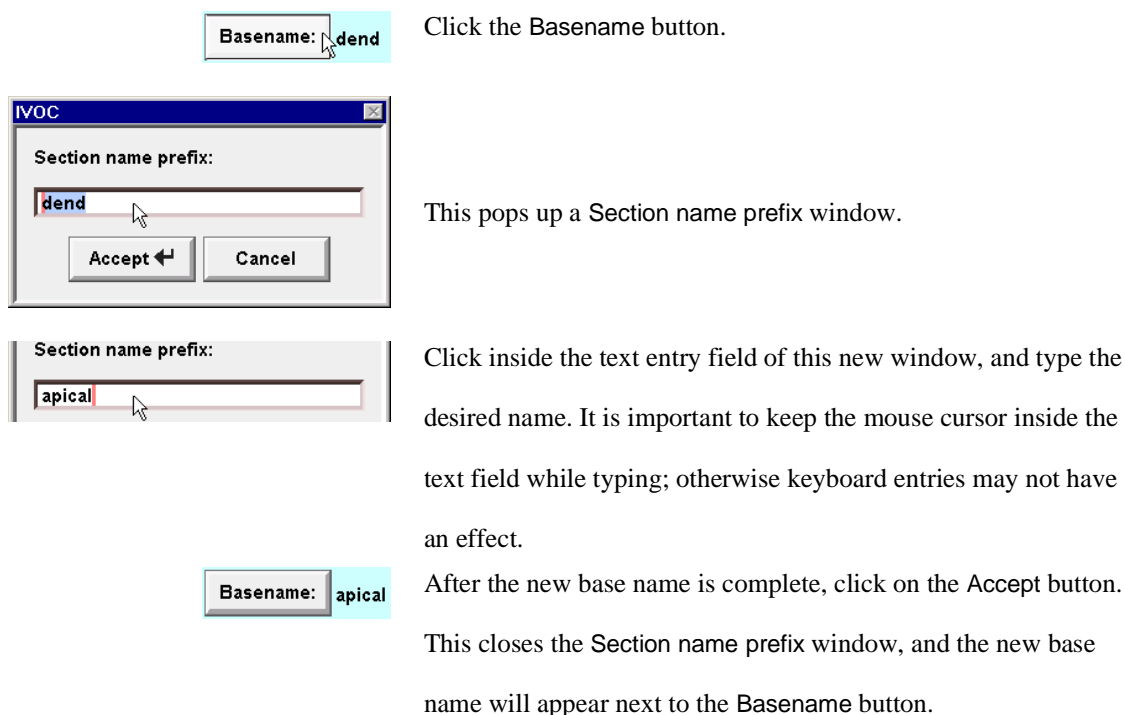 Basename: dend
Click the Basename button.
IVOC
Section name prefix:
dend
Accept Cancel
This pops up a Section name prefix window.
Section name prefix:
apical
Click inside the text entry field of this new window, and type the
desired name. It is important to keep the mouse cursor inside the
text field while typing; otherwise keyboard entries may not have
an effect.
Basename: apical
After the new base name is complete, click on the Accept button.
This closes the Section name prefix window, and the new base
name will appear next to the Basename button.